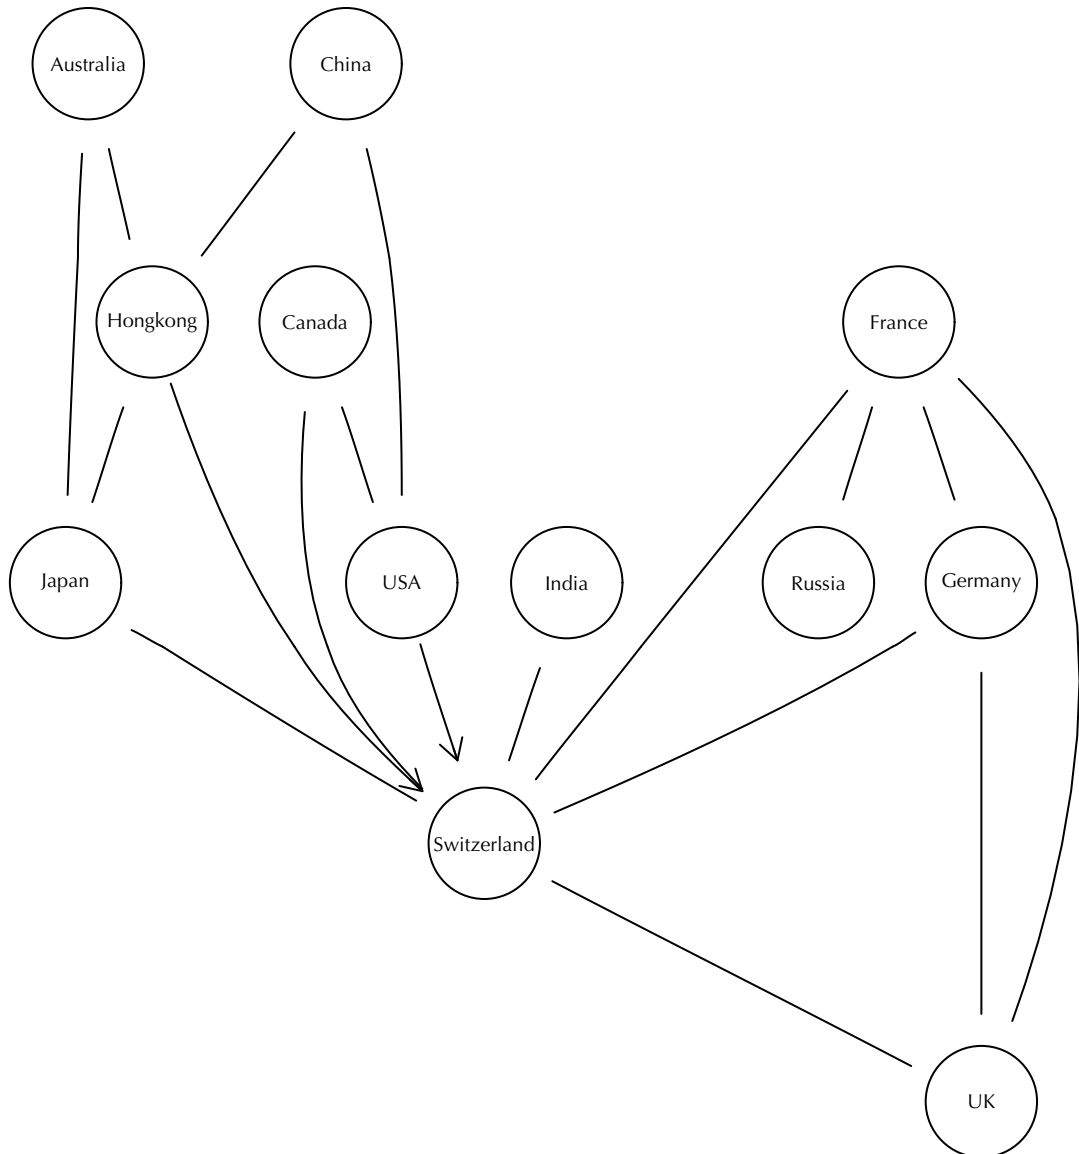 Australia
China
Hongkong
Canada
France
Japan
USA
India
Russia
Germany
Switzerland
UK